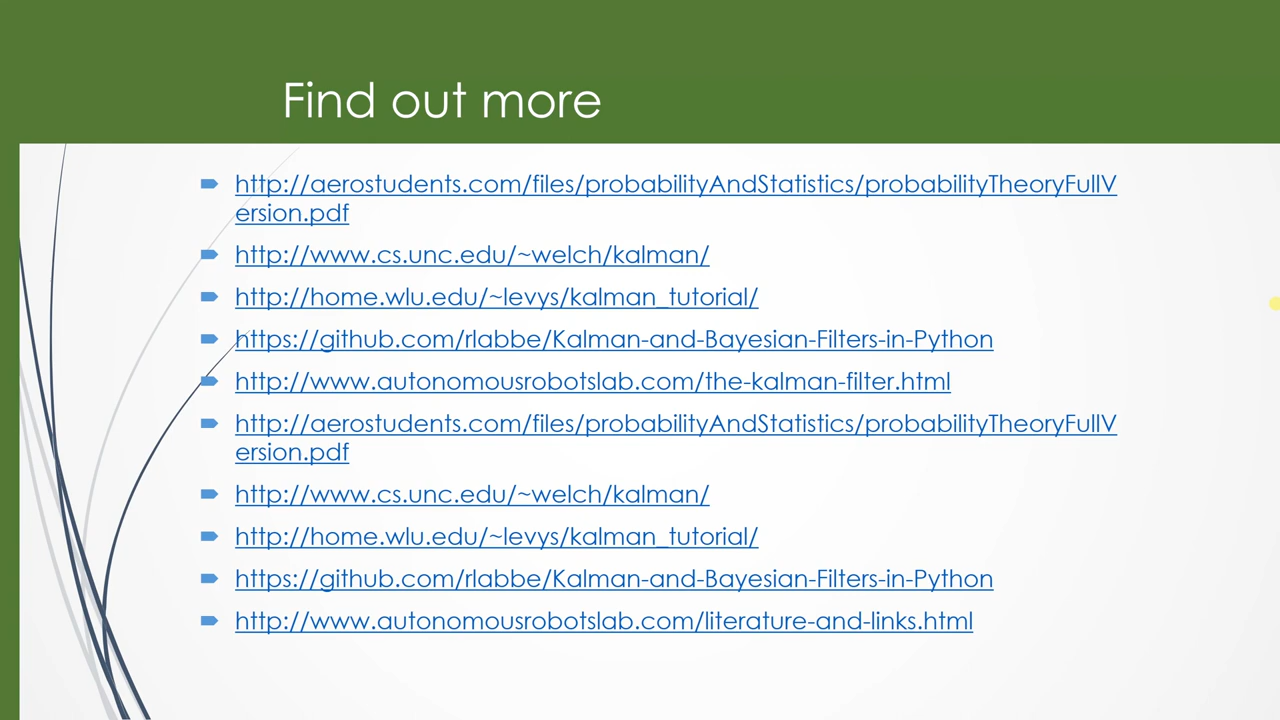 Find out more
http://aerostudents.com/files/probabilityAndStatistics/probabilityTheoryFullV
ersion.pdf
http://www.cs.unc.edu/~welch/kalman/
http://home.wlu.edu/~levys/kalman_tutorial/
https://github.com/rlabbe/Kalman-and-Bayesian-Filters-in-Python
http://www.autonomousrobotslab.com/the-kalman-filter.html
http://aerostudents.com/files/probabilityAndStatistics/probabilityTheoryFullV
ersion.pdf
http://www.cs.unc.edu/~welch/kalman/
http://home.wlu.edu/~levys/kalman_tutorial/
https://github.com/rlabbe/Kalman-and-Bayesian-Filters-in-Python
http://www.autonomousrobotslab.com/literature-and-links.html